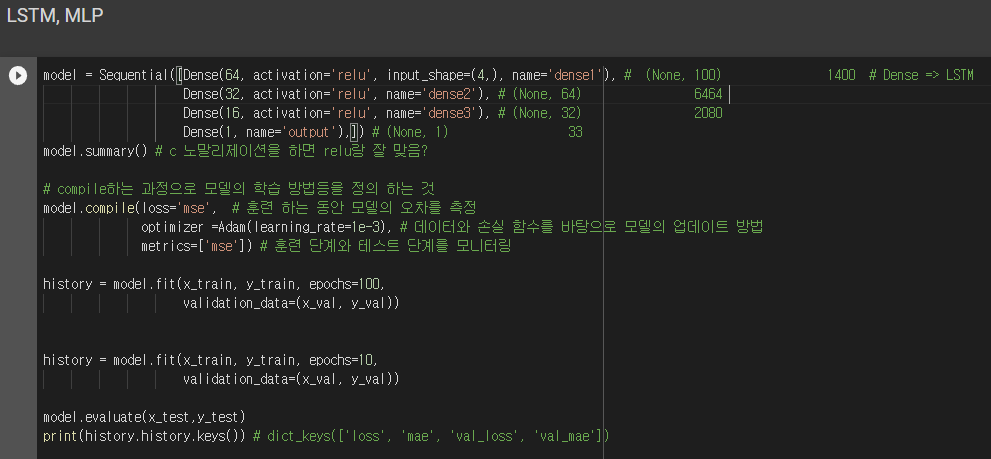 LSTM, MLP
model = Sequential([Dense(64, activation='relu', input_shape=(4,), name='dense1'), # (None, 100) 1400 # Dense => LSTM
Dense(32, activation='relu', name='dense2'), # (None, 64) 6464
Dense(16, activation='relu', name='dense3'), # (None, 32) 2080
Dense(1, name='output'),]) # (None, 1) 33
model.summary() # c 노말리제이션을 하면 relu랑 잘 맞음?
# compile하는 과정으로 모델의 학습 방법등을 정의 하는 것
model.compile(loss='mse', # 훈련 하는 동안 모델의 오차를 측정
optimizer =Adam(learning_rate=1e-3), # 데이터와 손실 함수를 바탕으로 모델의 업데이트 방법
metrics=['mse']) # 훈련 단계와 테스트 단계를 모니터링
history = model.fit(x_train, y_train, epochs=100,
validation_data=(x_val, y_val))
history = model.fit(x_train, y_train, epochs=10,
validation_data=(x_val, y_val))
model.evaluate(x_test,y_test)
print(history.history.keys()) # dict_keys(['loss', 'mae', 'val_loss', 'val_mae'])